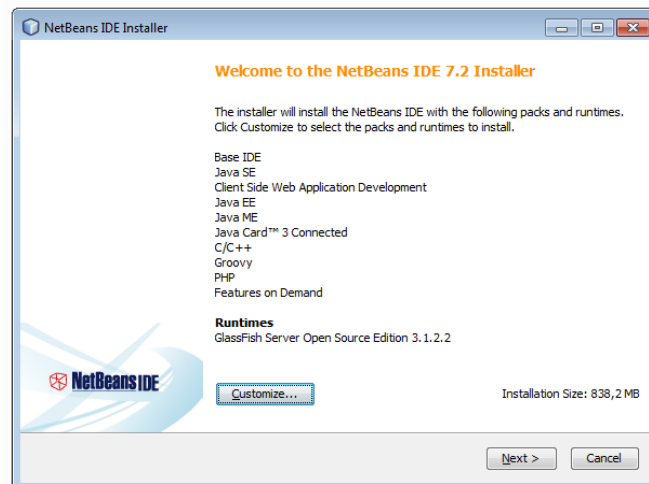 NetBeans IDE Installer
Welcome to the NetBeans IDE 7.2 Installer
The installer will install the NetBeans IDE with the following packs and runtimes.
Click Customize to select the packs and runtimes to install.
Base IDE
Java SE
Client Side Web Application Development
Java EE
Java ME
Java Card™ 3 Connected
C/C++
Groovy
PHP
Features on Demand
Runtimes
GlassFish Server Open Source Edition 3.1.2.2
NetBeans IDE
Customize...
Installation Size: 838,2 MB
Next >
Cancel